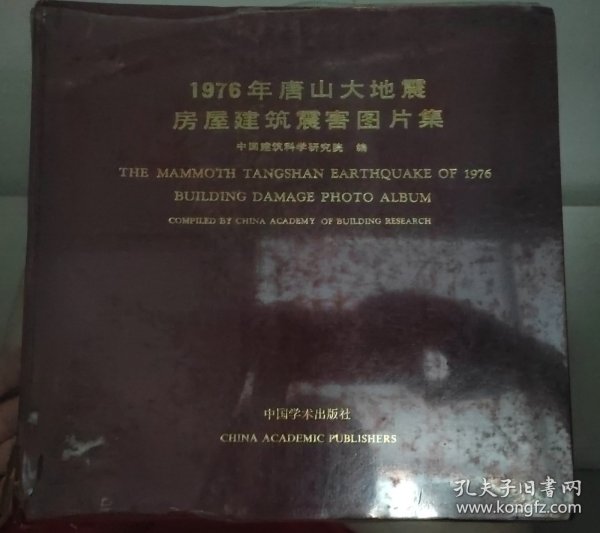 1976年唐山大地震
房屋建筑震害图片集
中国建筑科学研究院 编
THE MAMMOTH TANGSHAN EARTHQUAKE OF 1976
BUILDING DAMAGE PHOTO ALBUM
COMPILED BY CHINA ACADEMY OF BUILDING RESEARCH
中国学术出版社
CHINA ACADEMIC PUBLISHERS
孔夫子旧书网
www.kongfz.com